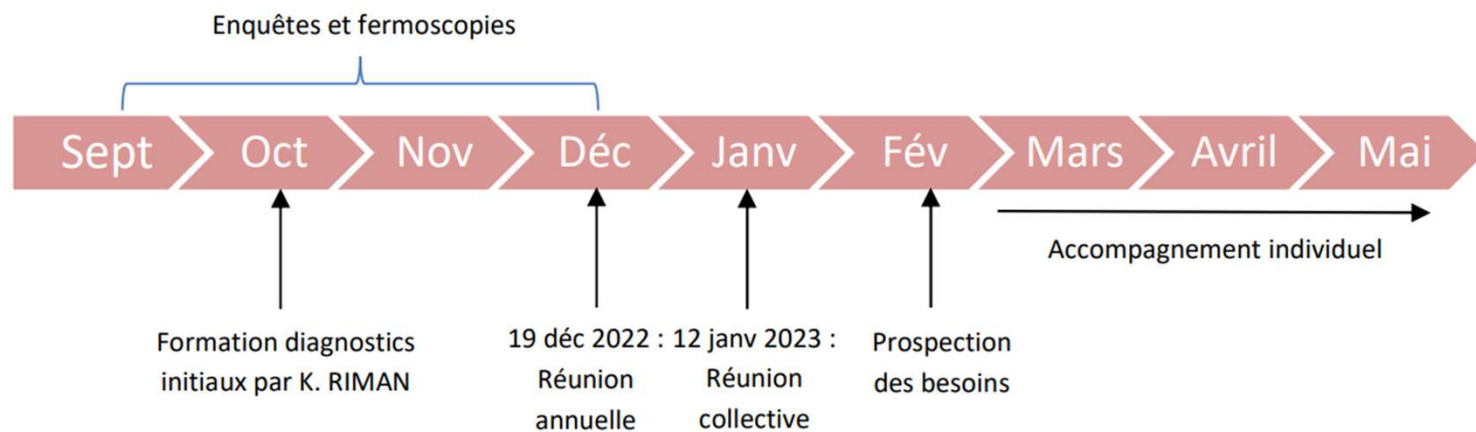 Enquêtes et fermoscopies
Sept Oct Nov Déc Janv Fév Mars Avril Mai
Accompagnement individuel
Formation diagnostics
initiaux par K. RIMAN
19 déc 2022 :
Réunion
annuelle
12 janv 2023 :
Réunion
collective
Prospection
des besoins